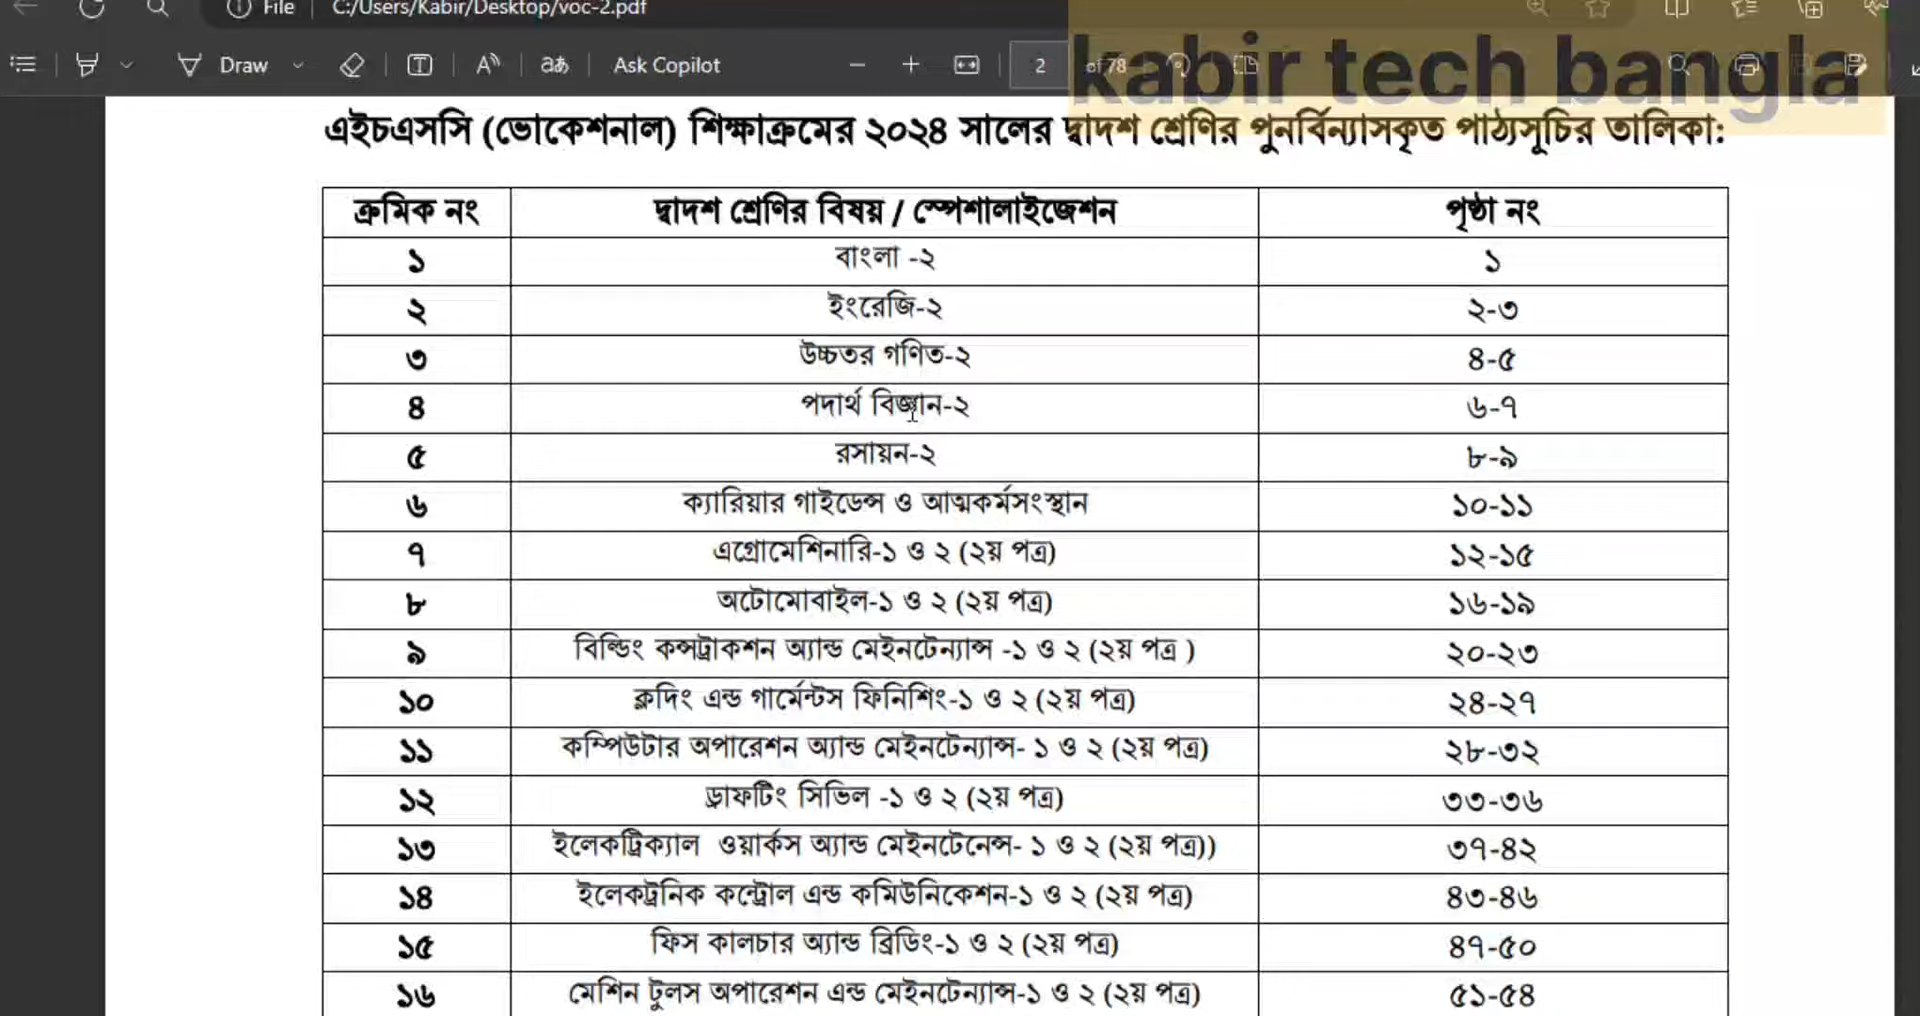 File C:/Users/Kabir/Desktop/voc-2.pdf
Draw Ask Copilot 2 of 78
kabir tech bangla
এইচএসসি (ভোকেশনাল) শিক্ষাক্রমের ২০২৪ সালের দ্বাদশ শ্রেণির পুনর্বিন্যাসকৃত পাঠ্যসূচির তালিকা:
ক্রমিক নং দ্বাদশ শ্রেণির বিষয় / স্পেশালাইজেশন পৃষ্ঠা নং
১ বাংলা -২ ১
২ ইংরেজি-২ ২-৩
৩ উচ্চতর গণিত-২ ৪-৫
৪ পদার্থ বিজ্ঞান-২ ৬-৭
৫ রসায়ন-২ ৮-৯
৬ ক্যারিয়ার গাইডেন্স ও আত্মকর্মসংস্থান ১০-১১
৭ এগ্রোমেশিনারি-১ ও ২ (২য় পত্র) ১২-১৫
৮ অটোমোবাইল-১ ও ২ (২য় পত্র) ১৬-১৯
৯ বিল্ডিং কন্সট্রাকশন অ্যান্ড মেইনটেন্যান্স -১ ও ২ (২য় পত্র ) ২০-২৩
১০ ক্লদিং এন্ড গার্মেন্টস ফিনিশিং-১ ও ২ (২য় পত্র) ২৪-২৭
১১ কম্পিউটার অপারেশন অ্যান্ড মেইনটেন্যান্স- ১ ও ২ (২য় পত্র) ২৮-৩২
১২ ড্রাফটিং সিভিল -১ ও ২ (২য় পত্র) ৩৩-৩৬
১৩ ইলেকট্রিক্যাল ওয়ার্কস অ্যান্ড মেইনটেনেন্স- ১ ও ২ (২য় পত্র)) ৩৭-৪২
১৪ ইলেকট্রনিক কন্ট্রোল এন্ড কমিউনিকেশন-১ ও ২ (২য় পত্র) ৪৩-৪৬
১৫ ফিস কালচার অ্যান্ড ব্রিডিং-১ ও ২ (২য় পত্র) ৪৭-৫০
১৬ মেশিন টুলস অপারেশন এন্ড মেইনটেন্যান্স-১ ও ২ (২য় পত্র) ৫১-৫৪